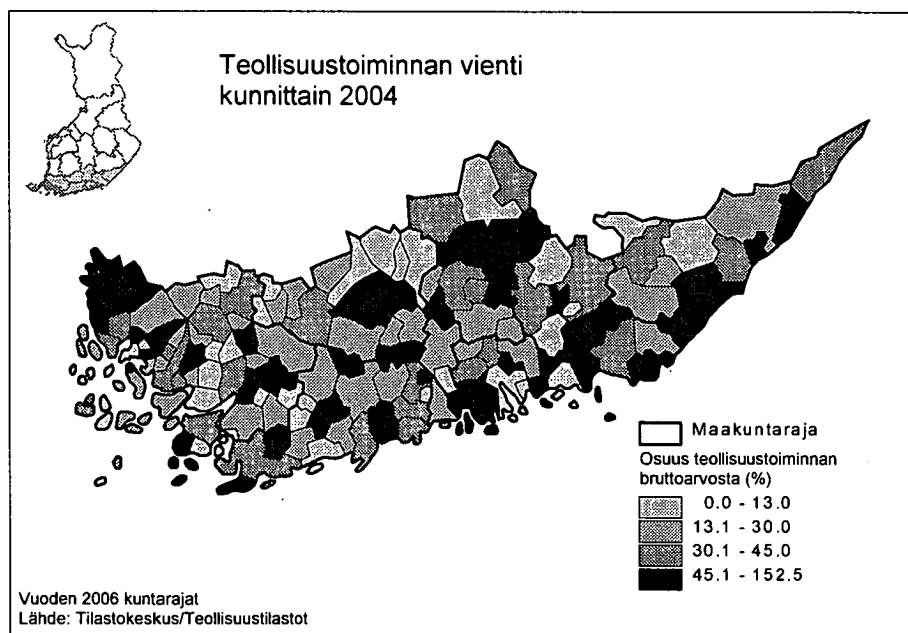 Teollisuustoiminnan vienti
kunnittain 2004
Maakuntaraja
Osuus teollisuustoiminnan
bruttoarvosta (%)
0.0 - 13.0
13.1 - 30.0
30.1 - 45.0
45.1 - 152.5
Vuoden 2006 kuntarajat
Lähde: Tilastokeskus/Teollisuustilastot